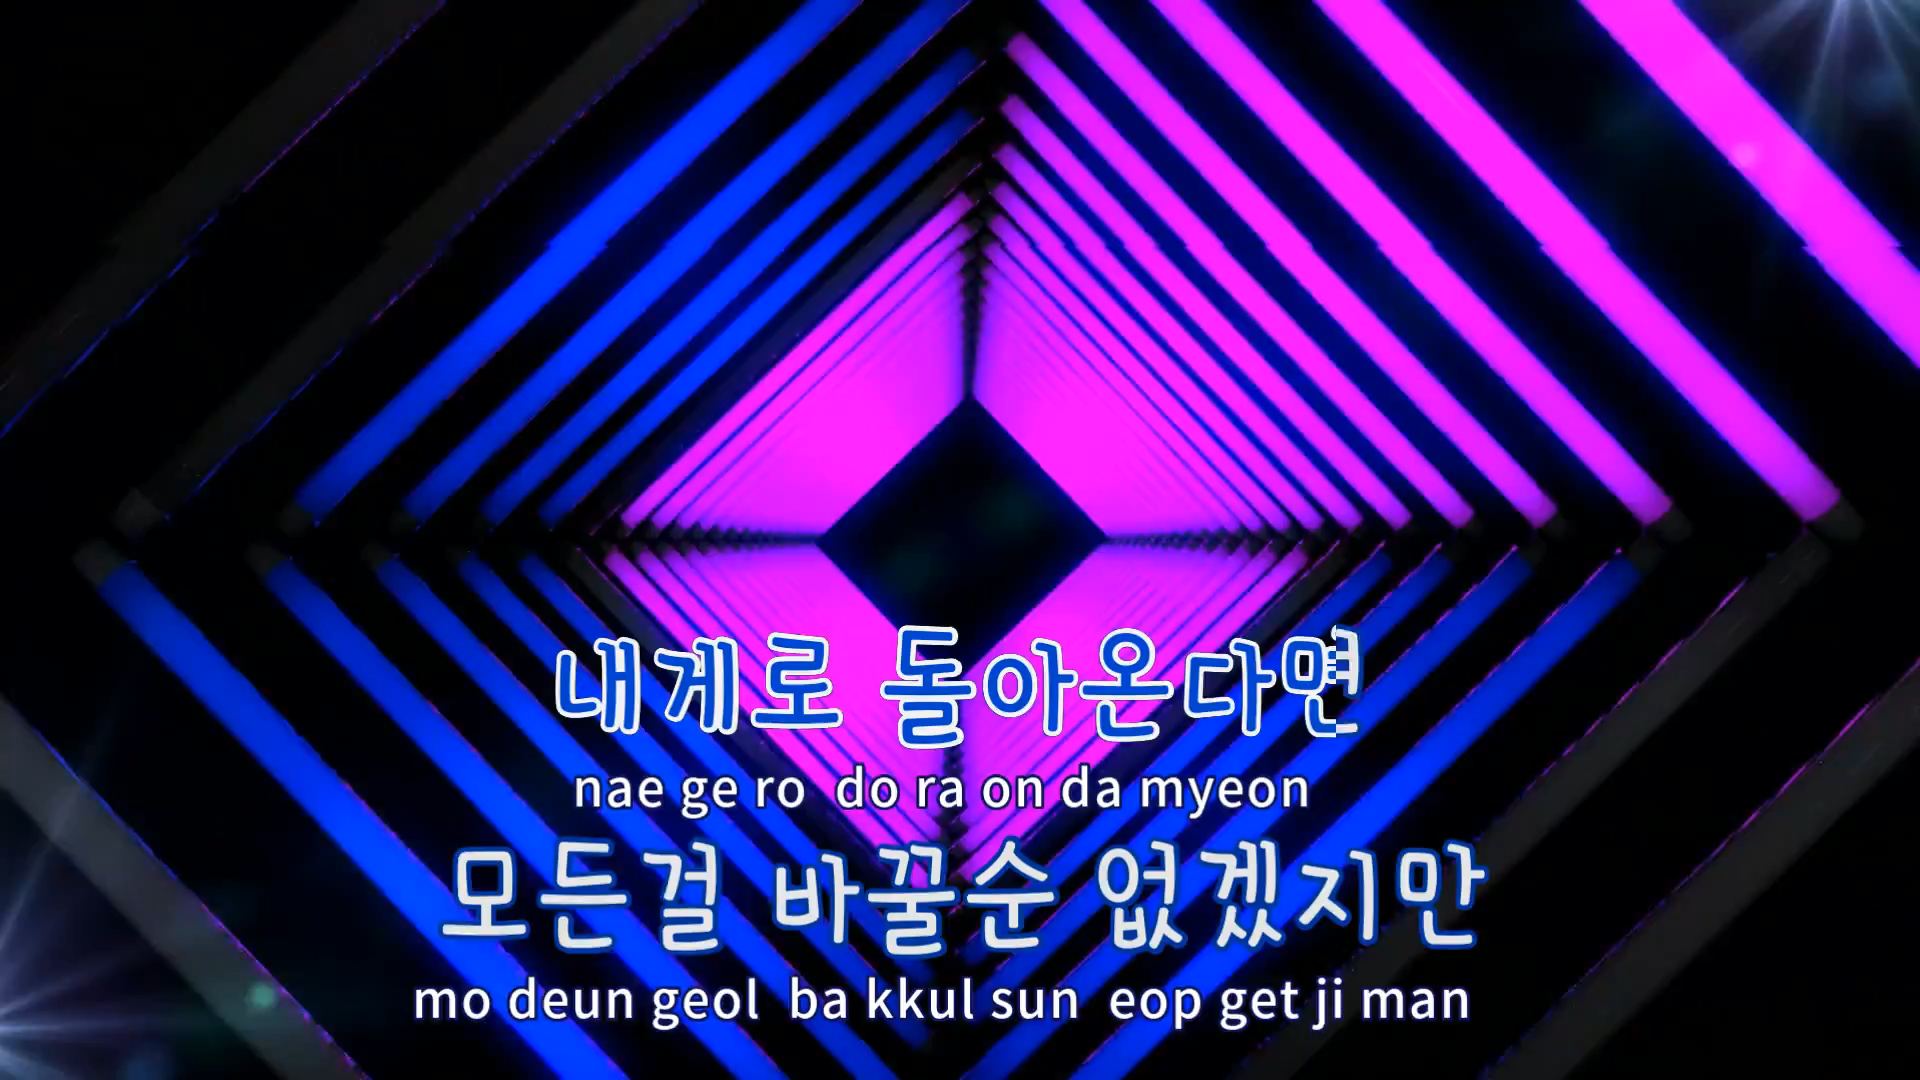 내게로 돌아온다면
nae ge ro do ra on da myeon
모든걸 바꿀순 없겠지만
mo deun geol ba kkul sun eop get ji man